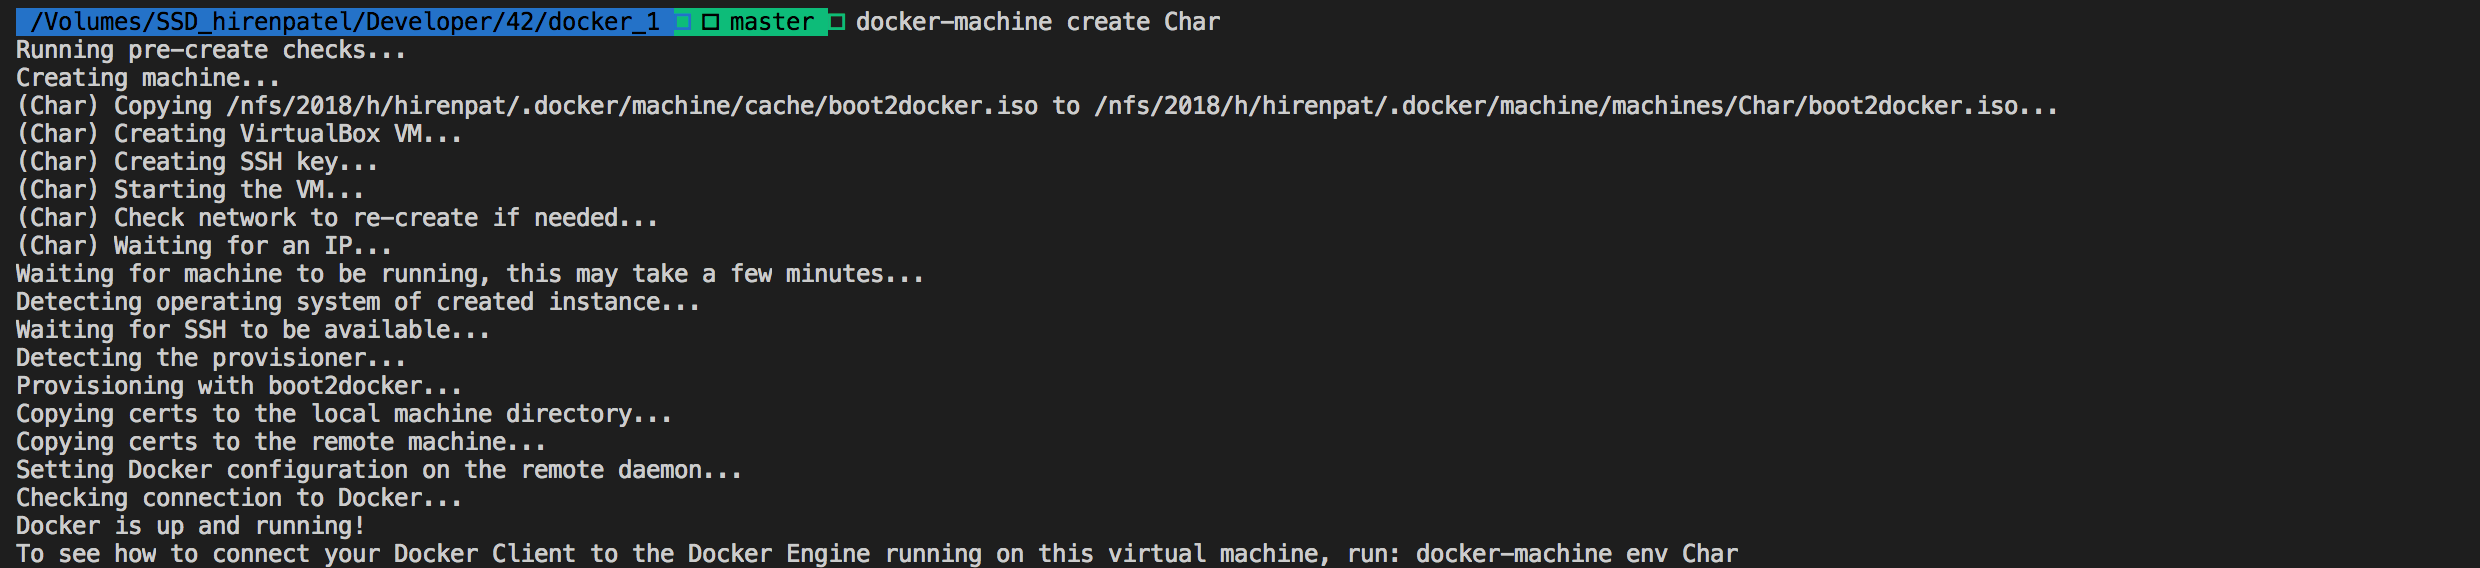 /Volumes/SSD_hirenpatel/Developer/42/docker_1 master docker-machine create Char
Running pre-create checks...
Creating machine...
(Char) Copying /nfs/2018/h/hirenpat/.docker/machine/cache/boot2docker.iso to /nfs/2018/h/hirenpat/.docker/machine/machines/Char/boot2docker.iso...
(Char) Creating VirtualBox VM...
(Char) Creating SSH key...
(Char) Starting the VM...
(Char) Check network to re-create if needed...
(Char) Waiting for an IP...
Waiting for machine to be running, this may take a few minutes...
Detecting operating system of created instance...
Waiting for SSH to be available...
Detecting the provisioner...
Provisioning with boot2docker...
Copying certs to the local machine directory...
Copying certs to the remote machine...
Setting Docker configuration on the remote daemon...
Checking connection to Docker...
Docker is up and running!
To see how to connect your Docker Client to the Docker Engine running on this virtual machine, run: docker-machine env Char